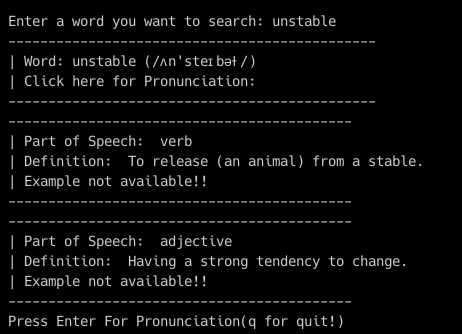 Enter a word you want to search: unstable
----------------------------------------------
| Word: unstable (/ʌnˈsteɪbəɫ/)
| Click here for Pronunciation:
----------------------------------------------
-------------------------------------------
| Part of Speech:  verb
| Definition:  To release (an animal) from a stable.
| Example not available!!
-------------------------------------------
-------------------------------------------
| Part of Speech:  adjective
| Definition:  Having a strong tendency to change.
| Example not available!!
-------------------------------------------
Press Enter For Pronunciation(q for quit!)